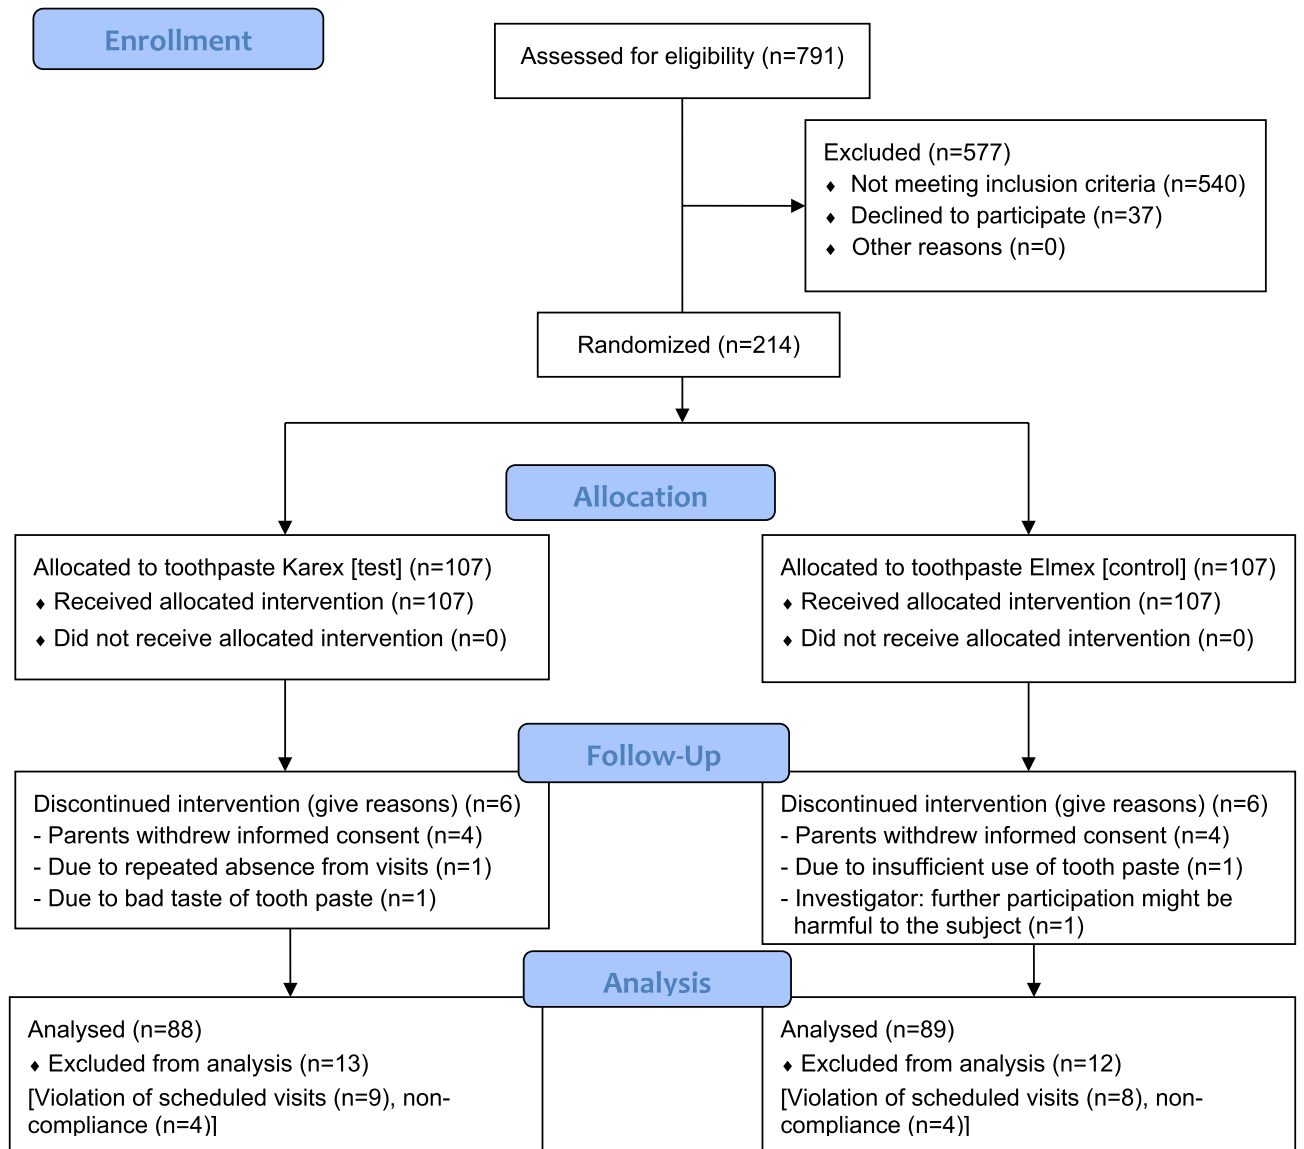 Enrollment
Assessed for eligibility (n=791)
Excluded (n=577)
♦ Not meeting inclusion criteria (n=540)
♦ Declined to participate (n=37)
♦ Other reasons (n=0)
Randomized (n=214)
Allocation
Allocated to toothpaste Karex [test] (n=107)
♦ Received allocated intervention (n=107)
♦ Did not receive allocated intervention (n=0)
Allocated to toothpaste Elmex [control] (n=107)
♦ Received allocated intervention (n=107)
♦ Did not receive allocated intervention (n=0)
Follow-Up
Discontinued intervention (give reasons) (n=6)
- Parents withdrew informed consent (n=4)
- Due to repeated absence from visits (n=1)
- Due to bad taste of tooth paste (n=1)
Discontinued intervention (give reasons) (n=6)
- Parents withdrew informed consent (n=4)
- Due to insufficient use of tooth paste (n=1)
- Investigator: further participation might be
harmful to the subject (n=1)
Analysis
Analysed (n=88)
♦ Excluded from analysis (n=13)
[Violation of scheduled visits (n=9), non-
compliance (n=4)]
Analysed (n=89)
♦ Excluded from analysis (n=12)
[Violation of scheduled visits (n=8), non-
compliance (n=4)]